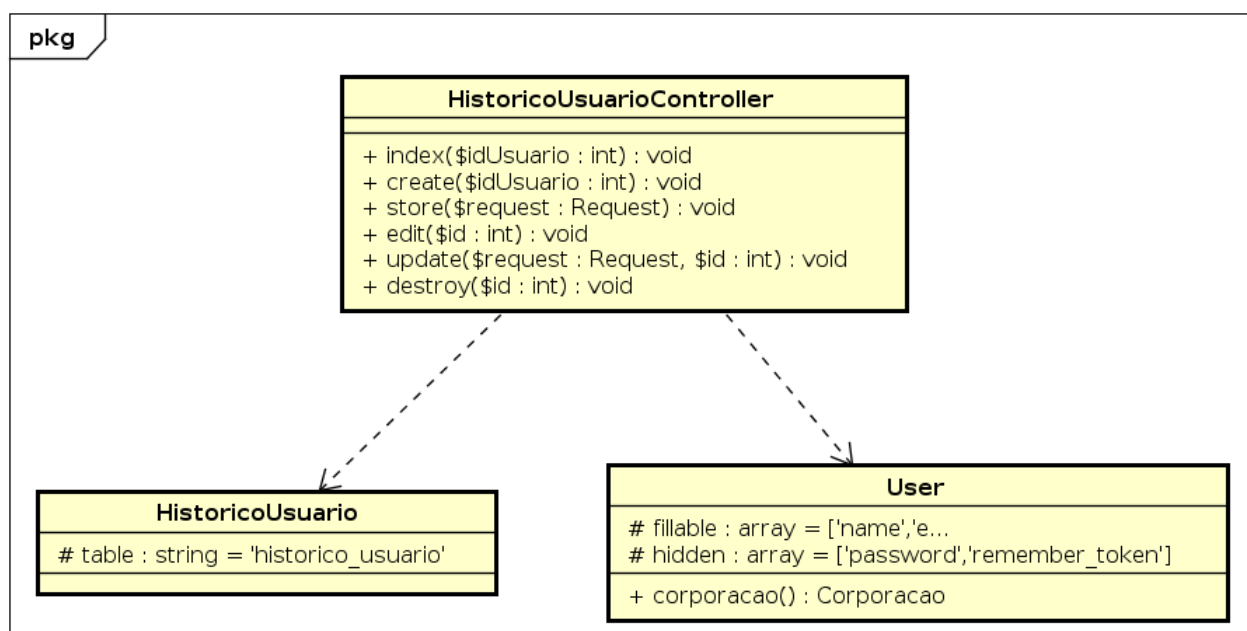 pkg
HistoricoUsuarioController
+ index($idUsuario : int) : void
+ create($idUsuario : int) : void
+ store($request : Request) : void
+ edit($id : int) : void
+ update($request : Request, $id : int) : void
+ destroy($id : int) : void
HistoricoUsuario
# table : string = 'historico_usuario'
User
# fillable : array = ['name','e...
# hidden : array = ['password','remember_token']
+ corporacao() : Corporacao